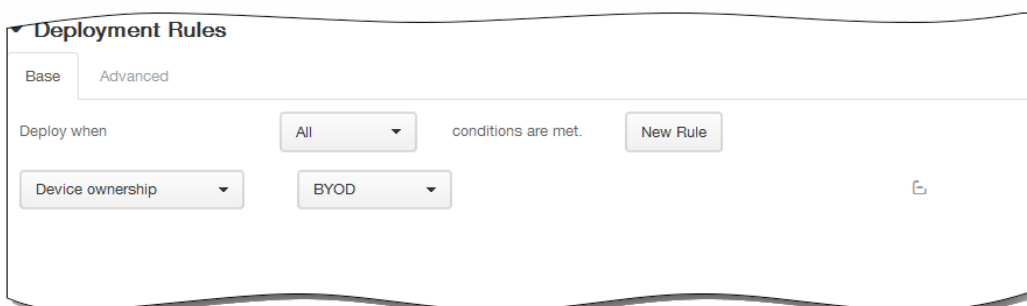 Deployment Rules
Base Advanced
Deploy when All conditions are met. New Rule
Device ownership BYOD